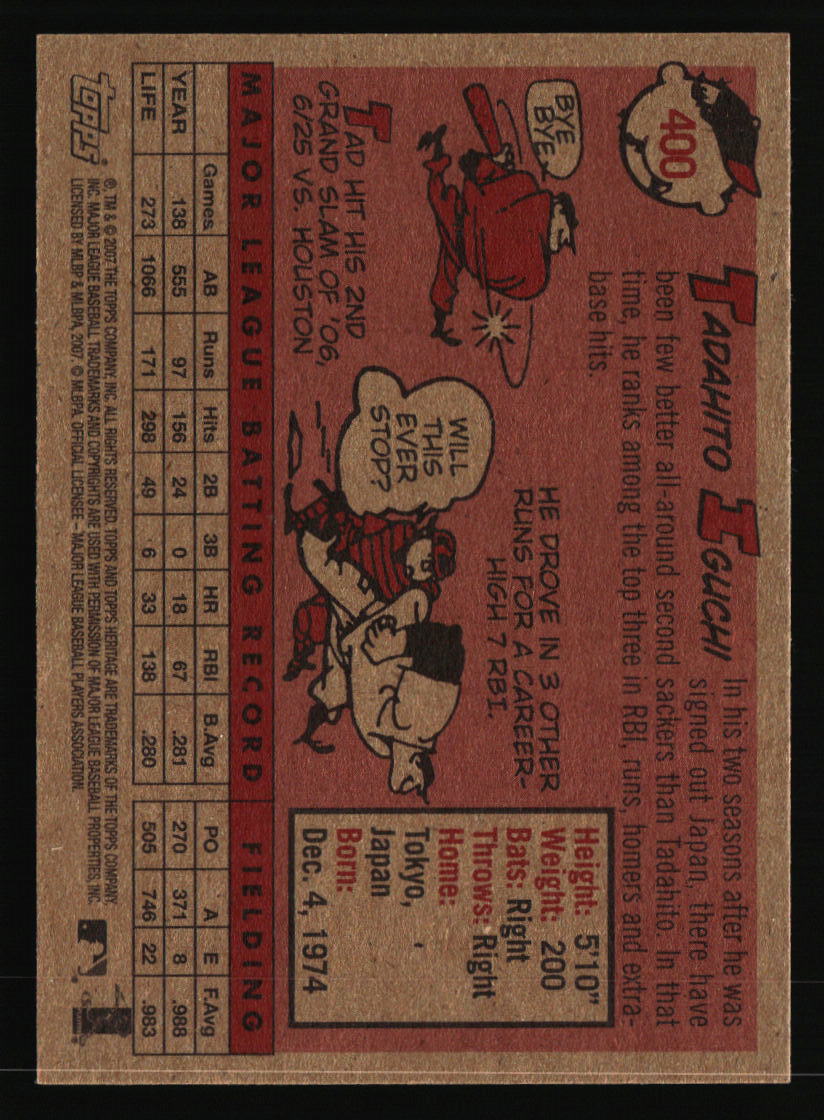 400
TADAHITO IGUCHI
In his two seasons after he was
signed out Japan, there have
been few better all-around second sackers than Tadahito. In that
time, he ranks among the top three in RBI, runs, homers and extra-
base hits.
BYE
BYE.
TAD HIT HIS 2ND
GRAND SLAM OF '06,
6/25 VS. HOUSTON
HE DROVE IN 3 OTHER
RUNS FOR A CAREER-
HIGH 7 RBI.
WILL
THIS
EVER
STOP?
Height: 5'10"
Weight: 200
Bats: Right
Throws: Right
Home:
Tokyo,
Japan
Born:
Dec. 4, 1974
MAJOR LEAGUE BATTING RECORD FIELDING
Games AB Runs Hits 2B 3B HR RBI B.Avg PO A E F.Avg
YEAR 138 555 97 156 24 0 18 67 .281 270 371 8 .988
LIFE 273 1066 171 298 49 6 33 138 .280 505 746 22 .983
TOPPS
®, TM & © 2007 THE TOPPS COMPANY, INC. ALL RIGHTS RESERVED. TOPPS AND TOPPS HERITAGE ARE TRADEMARKS OF THE TOPPS COMPANY,
INC. MAJOR LEAGUE BASEBALL TRADEMARKS AND COPYRIGHTS ARE USED WITH PERMISSION OF MAJOR LEAGUE BASEBALL PROPERTIES, INC.
LICENSED BY MLBP & MLBPA, 2007. © MLBPA. OFFICIAL LICENSEE – MAJOR LEAGUE BASEBALL PLAYERS ASSOCIATION.